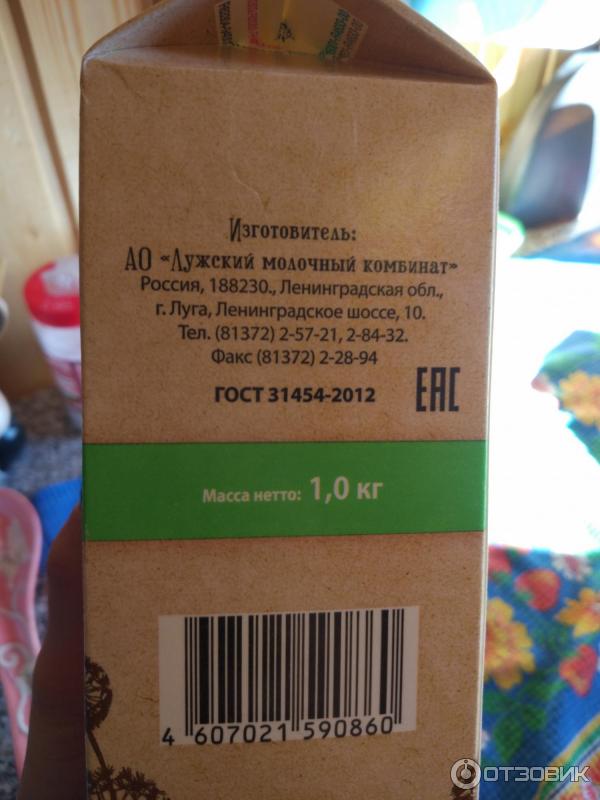 Изготовитель:
АО «Лужский молочный комбинат»
Россия, 188230., Ленинградская обл.,
г. Луга, Ленинградское шоссе, 10.
Тел. (81372) 2-57-21, 2-84-32.
Факс (81372) 2-28-94
ГОСТ 31454-2012 EAC
Масса нетто: 1,0 кг
4 607021 590860
ОТЗОВИК